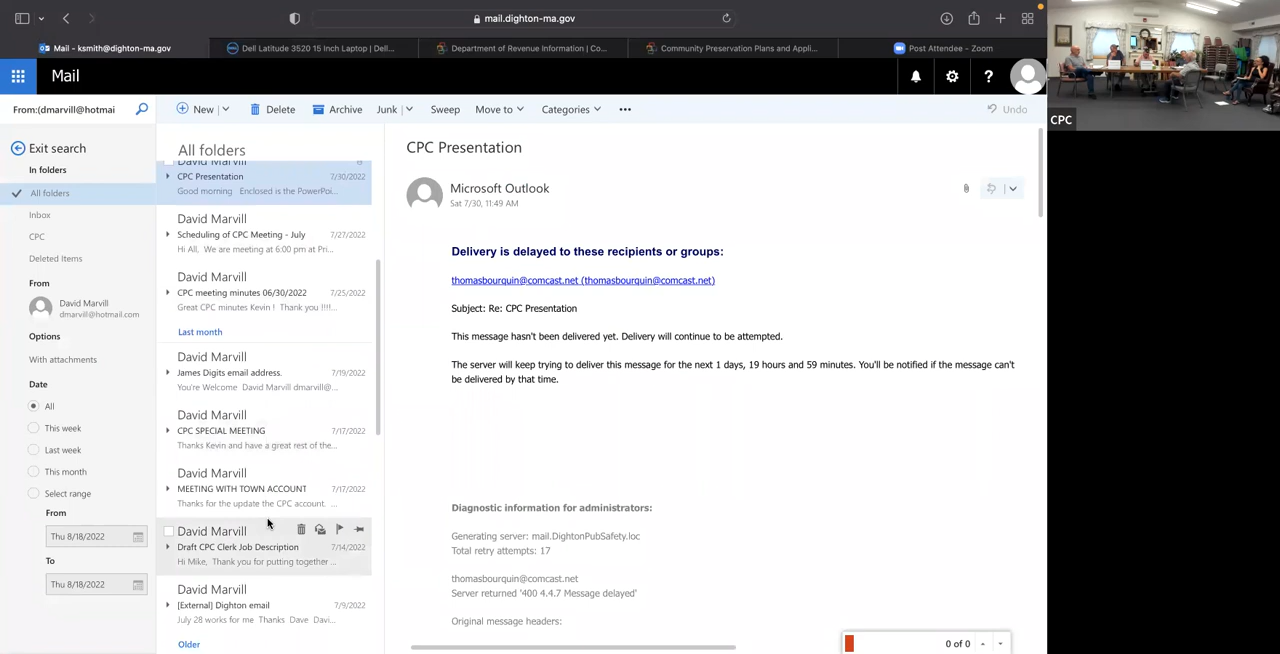 mail.dighton-ma.gov
Mail - ksmith@dighton-ma.gov
Dell Latitude 3520 15 Inch Laptop | Dell...
Department of Revenue Information | Co...
Community Preservation Plans and Appli...
Post Attendee - Zoom
Mail
From:(dmarvill@hotmai
New
Delete
Archive
Junk
Sweep
Move to
Categories
Undo
Exit search
In folders
All folders
Inbox
CPC
Deleted Items
From
David Marvill
dmarvill@hotmail.com
Options
With attachments
Date
All
This week
Last week
This month
Select range
From
Thu 8/18/2022
To
Thu 8/18/2022
All folders
David Marvill
CPC Presentation 7/30/2022
Good morning Enclosed is the PowerPoi...
David Marvill
Scheduling of CPC Meeting - July 7/27/2022
Hi All, We are meeting at 6:00 pm at Pri...
David Marvill
CPC meeting minutes 06/30/2022 7/25/2022
Great CPC minutes Kevin ! Thank you !!!!...
Last month
David Marvill
James Digits email address. 7/19/2022
You're Welcome David Marvill dmarvill@...
David Marvill
CPC SPECIAL MEETING 7/17/2022
Thanks Kevin and have a great rest of the...
David Marvill
MEETING WITH TOWN ACCOUNT 7/17/2022
Thanks for the update the CPC account. ...
David Marvill
Draft CPC Clerk Job Description 7/14/2022
Hi Mike, Thank you for putting together ...
David Marvill
[External] Dighton email 7/9/2022
July 28 works for me Thanks Dave Davi...
Older
CPC Presentation
Microsoft Outlook
Sat 7/30, 11:49 AM
Delivery is delayed to these recipients or groups:
thomasbourquin@comcast.net (thomasbourquin@comcast.net)
Subject: Re: CPC Presentation
This message hasn't been delivered yet. Delivery will continue to be attempted.
The server will keep trying to deliver this message for the next 1 days, 19 hours and 59 minutes. You'll be notified if the message can't
be delivered by that time.
Diagnostic information for administrators:
Generating server: mail.DightonPubSafety.loc
Total retry attempts: 17
thomasbourquin@comcast.net
Server returned '400 4.4.7 Message delayed'
Original message headers:
0 of 0
CPC